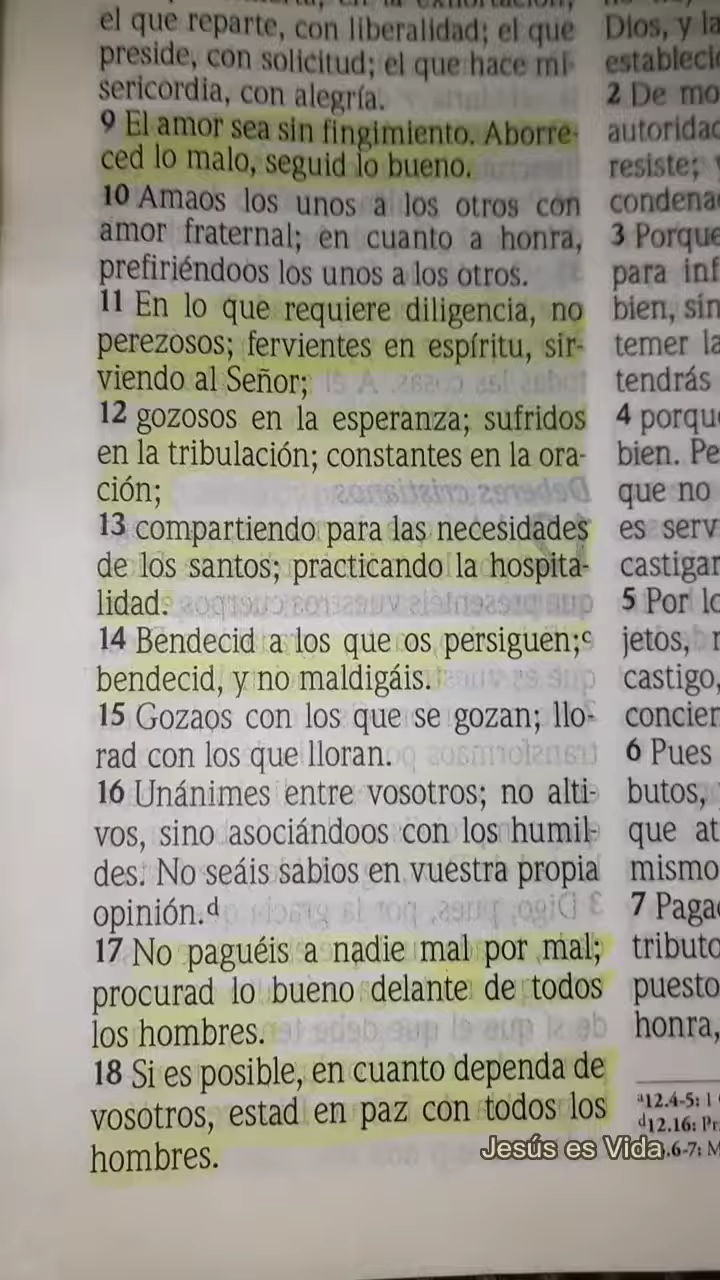 el que reparte, con liberalidad; el que
preside, con solicitud; el que hace mi-
sericordia, con alegría.
9 El amor sea sin fingimiento. Aborre-
ced lo malo, seguid lo bueno.
10 Amaos los unos a los otros con
amor fraternal; en cuanto a honra,
prefiriéndoos los unos a los otros.
11 En lo que requiere diligencia, no
perezosos; fervientes en espíritu, sir-
viendo al Señor;
12 gozosos en la esperanza; sufridos
en la tribulación; constantes en la ora-
ción;
13 compartiendo para las necesidades
de los santos; practicando la hospita-
lidad.
14 Bendecid a los que os persiguen;c
bendecid, y no maldigáis.
15 Gozaos con los que se gozan; llo-
rad con los que lloran.
16 Unánimes entre vosotros; no alti-
vos, sino asociándoos con los humil-
des. No seáis sabios en vuestra propia
opinión.d
17 No paguéis a nadie mal por mal;
procurad lo bueno delante de todos
los hombres.
18 Si es posible, en cuanto dependa de
vosotros, estad en paz con todos los
hombres.
Dios, y la
2 De mo
autoridad
resiste; y
3 Porque
para inf
bien, sin
temer la
tendrás
4 porque
bien. Pe
que no
es serv
castigar
5 Por lo
jetos,
castigo,
concien
6 Pues
butos,
que at
mismo
7 Paga
tributo
puesto
honra,
a12.4-5: 1
d12.16: Pr.
.6-7: M
Jesús es Vida